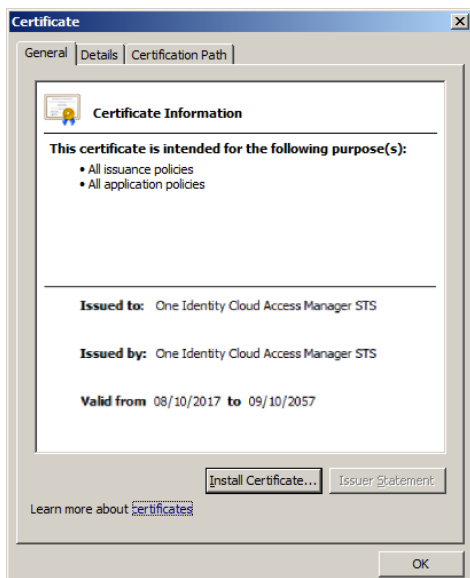 Certificate
General Details Certification Path
Certificate Information
This certificate is intended for the following purpose(s):
• All issuance policies
• All application policies
Issued to: One Identity Cloud Access Manager STS
Issued by: One Identity Cloud Access Manager STS
Valid from 08/10/2017 to 09/10/2057
Install Certificate... Issuer Statement
Learn more about certificates
OK